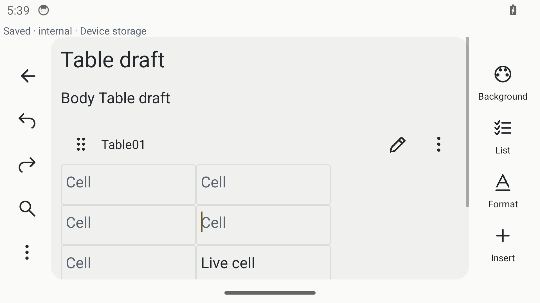 5:39
Saved · internal · Device storage
Table draft
Body Table draft
Table01
Cell Cell
Cell Cell
Cell Live cell
Background
List
Format
Insert